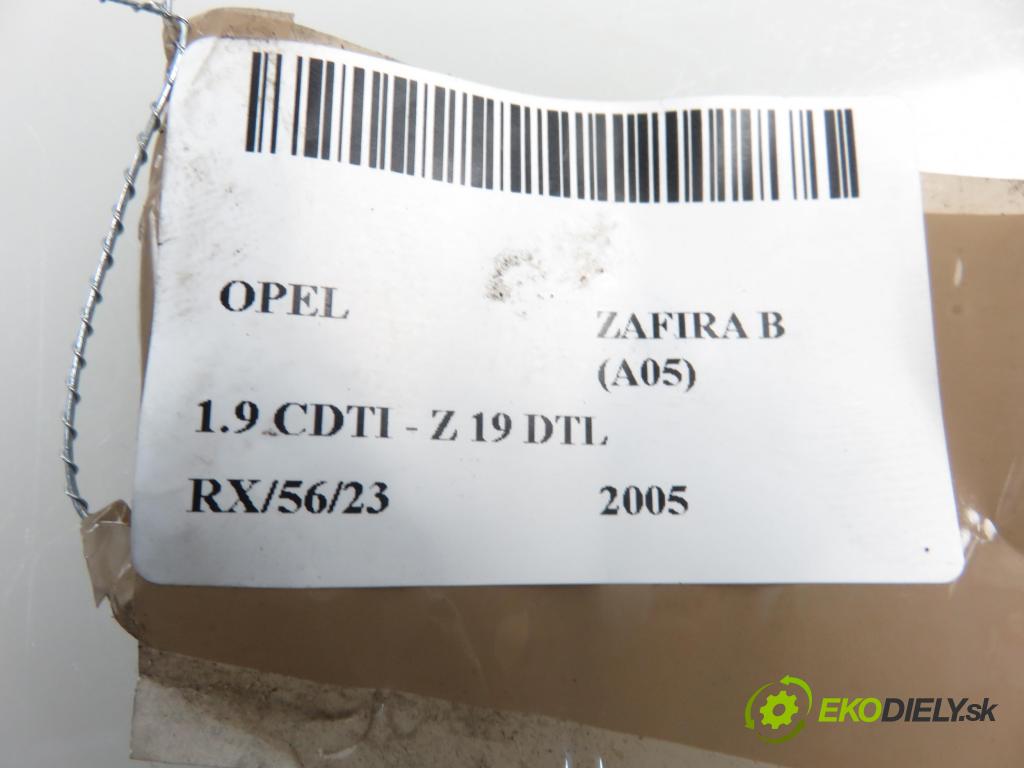 OPEL ZAFIRA B
(A05)
1.9 CDTI - Z 19 DTL
RX/56/23 2005
EKODIELY.sk